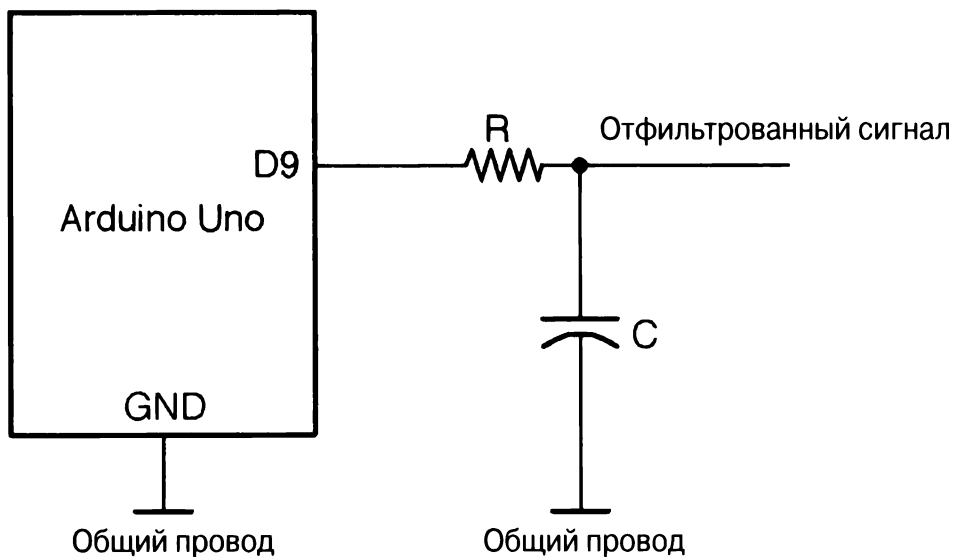 R
Отфильтрованный сигнал
D9
Arduino Uno
C
GND
Общий провод
Общий провод